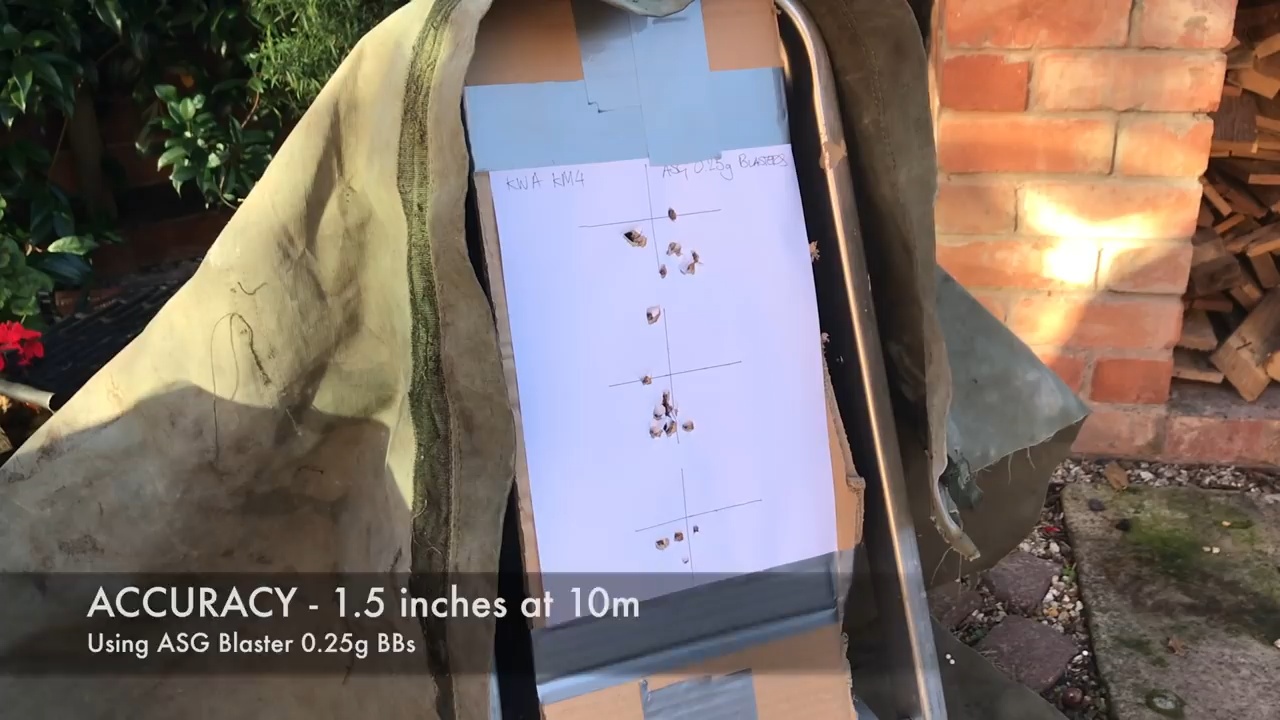 KWA KM4
ASG 0.25g BLASTERS
ACCURACY - 1.5 inches at 10m
Using ASG Blaster 0.25g BBs